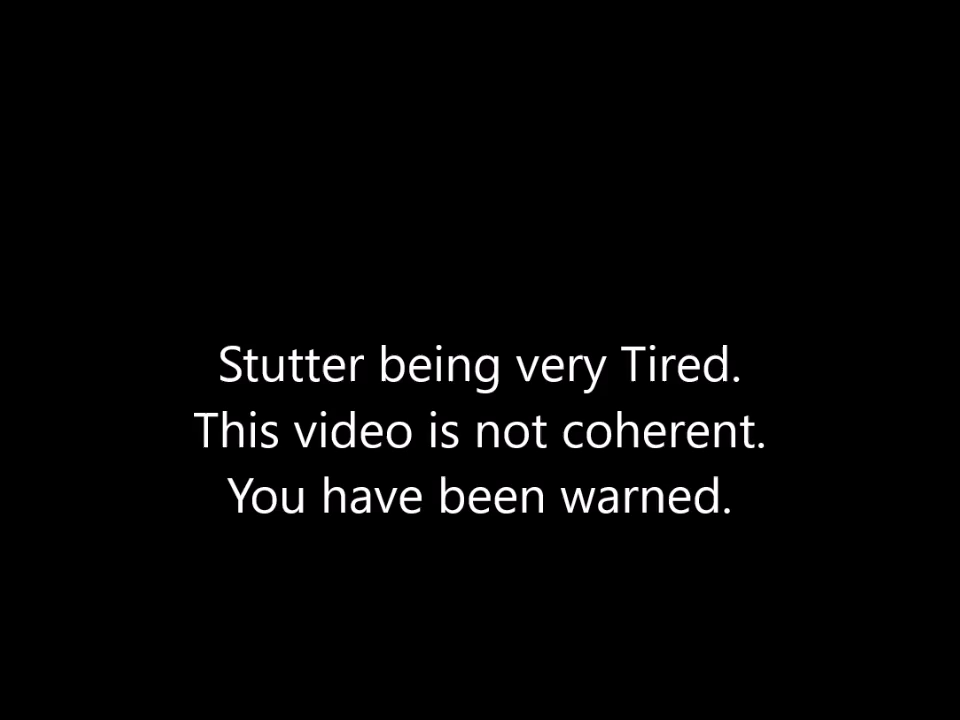 Stutter being very Tired.
This video is not coherent.
You have been warned.